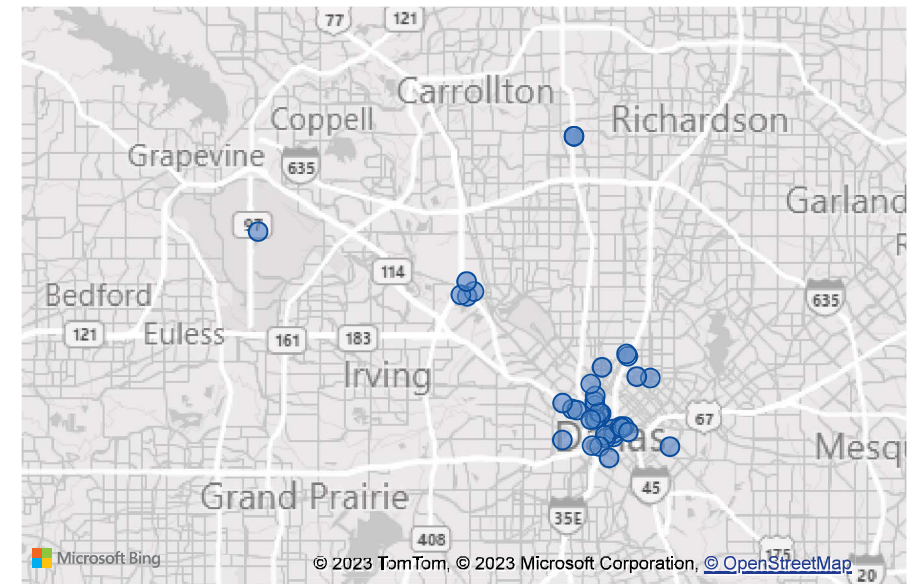 77
121
Carrollton
Coppell
Richardson
Grapevine
635
Garland
97
R
114
Bedford
635
121
Euless
161
183
Irving
67
Mesq
Grand Prairie
45
35E
408
175
Microsoft Bing
© 2023 TomTom, © 2023 Microsoft Corporation, © OpenStreetMap
20